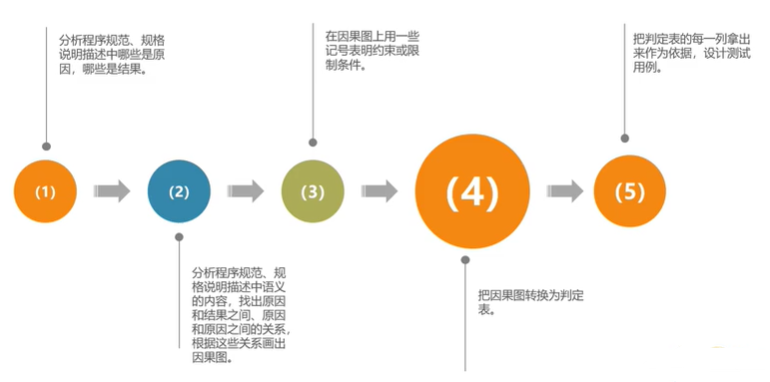 (1)
分析程序规范、规格
说明描述中哪些是原
因，哪些是结果。
(2)
分析程序规范、规
格说明描述中语义
的内容，找出原因
和结果之间、原因
和原因之间的关系，
根据这些关系画出
因果图。
(3)
在因果图上用一些
记号表明约束或限
制条件。
(4)
把因果图转换为判定
表。
(5)
把判定表的每一列拿出
来作为依据，设计测试
用例。